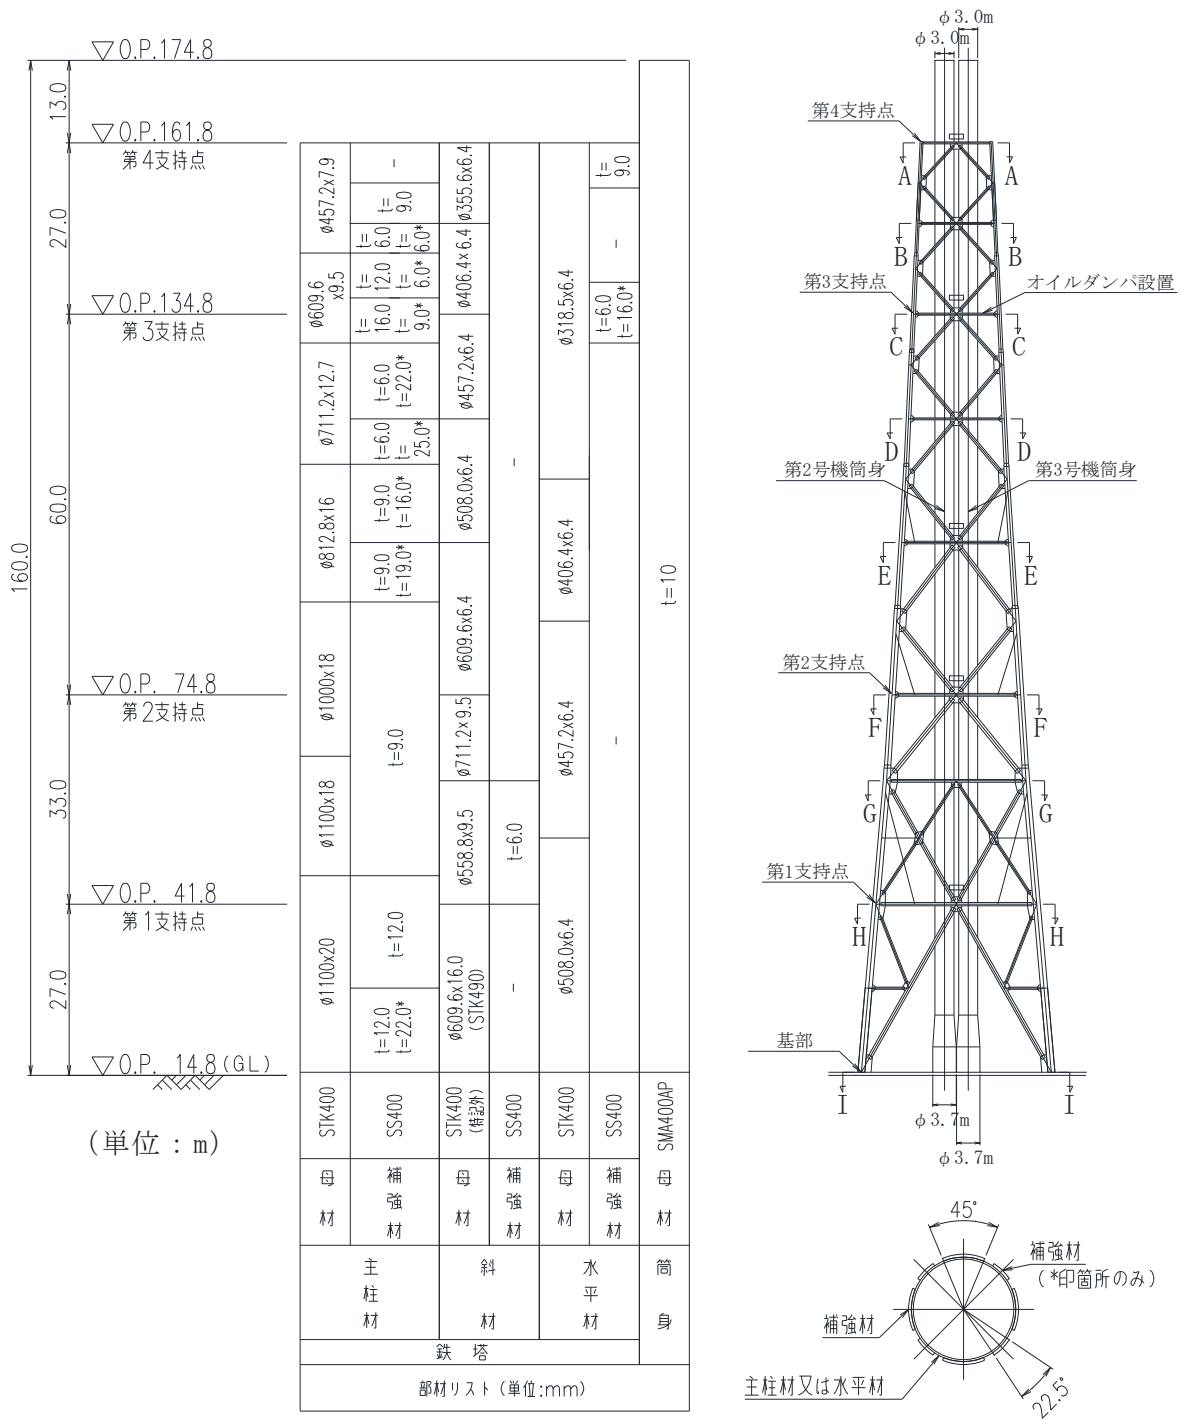 O.P.174.8
13.0
O.P.161.8
第4支持点
27.0
O.P.134.8
第3支持点
60.0
160.0
O.P. 74.8
第2支持点
33.0
O.P. 41.8
第1支持点
27.0
O.P. 14.8(GL)
(単位：m)
φ457.2x7.9
φ609.6
x9.5
φ711.2x12.7
φ812.8x16
φ1000x18
φ1100x18
φ1100x20
-
t=
9.0
t=
6.0
t=
6.0*
t=
12.0
t=
6.0*
t=
16.0
t=
9.0*
t=6.0
t=22.0*
t=6.0
t=
25.0*
t=9.0
t=16.0*
t=9.0
t=19.0*
t=9.0
t=12.0
t=12.0
t=22.0*
φ355.6x6.4
φ406.4x6.4
φ457.2x6.4
φ508.0x6.4
φ609.6x6.4
φ711.2x9.5
φ558.8x9.5
φ609.6x16.0
(STK490)
-
t=6.0
-
φ318.5x6.4
φ406.4x6.4
φ457.2x6.4
φ508.0x6.4
t=
9.0
-
t=6.0
t=16.0*
-
t=10
STK400
SS400
STK400
(特記外)
SS400
STK400
SS400
SMA400AP
母材
補強材
母材
補強材
母材
補強材
母材
主柱材
斜材
水平材
筒身
鉄塔
部材リスト(単位:mm)
φ3.0m
φ3.0m
第4支持点
A
A
B
B
第3支持点
オイルダンパ設置
C
C
D
D
第2号機筒身
第3号機筒身
E
E
第2支持点
F
F
G
G
第1支持点
H
H
基部
I
I
φ3.7m
φ3.7m
45°
補強材
(*印箇所のみ)
補強材
主柱材又は水平材
22.5°